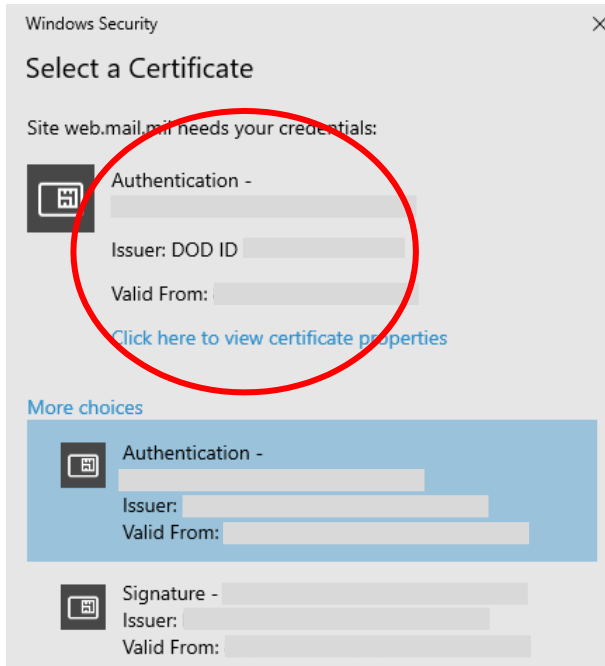 Windows Security
Select a Certificate
Site web.mail.mil needs your credentials:
Authentication -
Issuer: DOD ID
Valid From:
Click here to view certificate properties
More choices
Authentication -
Issuer:
Valid From:
Signature -
Issuer:
Valid From: